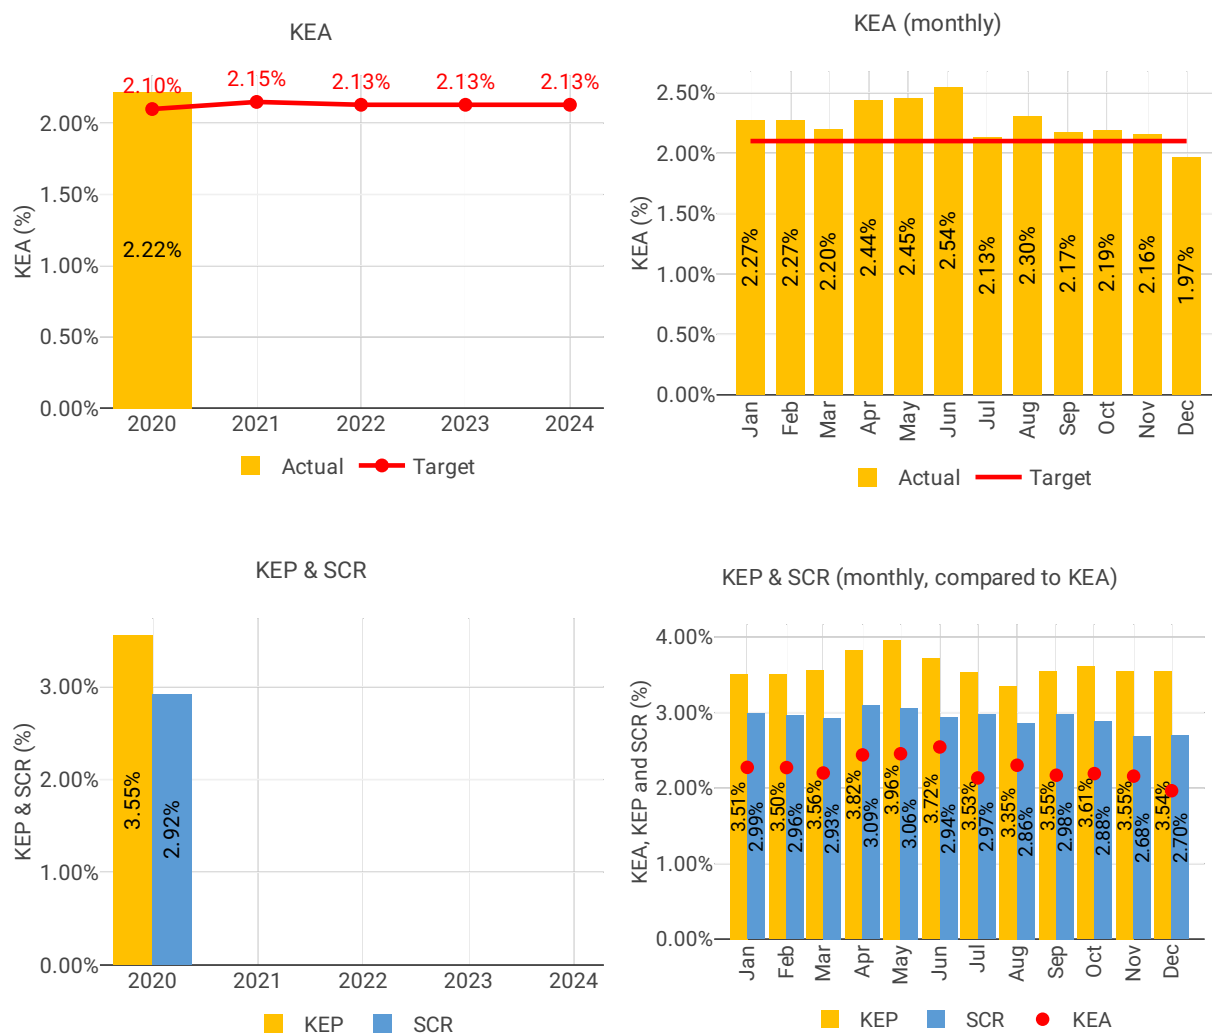 KEA
2.10%
2.15%
2.13%
2.13%
2.13%
2.00%
1.50%
1.00%
0.50%
0.00%
KEA (%)
2.22%
2020
2021
2022
2023
2024
Actual
Target
KEA (monthly)
2.50%
2.00%
1.50%
1.00%
0.50%
0.00%
KEA (%)
2.27%
2.27%
2.20%
2.44%
2.45%
2.54%
2.13%
2.30%
2.17%
2.19%
2.16%
1.97%
Jan
Feb
Mar
Apr
May
Jun
Jul
Aug
Sep
Oct
Nov
Dec
Actual
Target
KEP & SCR
3.00%
2.00%
1.00%
0.00%
KEP & SCR (%)
3.55%
2.92%
2020
2021
2022
2023
2024
KEP
SCR
KEP & SCR (monthly, compared to KEA)
4.00%
3.00%
2.00%
1.00%
0.00%
KEA, KEP and SCR (%)
3.51%
2.99%
3.50%
2.96%
3.56%
2.93%
3.82%
3.09%
3.96%
3.06%
3.72%
2.94%
3.53%
2.97%
3.35%
2.86%
3.55%
2.98%
3.61%
2.88%
3.55%
2.68%
3.54%
2.70%
Jan
Feb
Mar
Apr
May
Jun
Jul
Aug
Sep
Oct
Nov
Dec
KEP
SCR
KEA